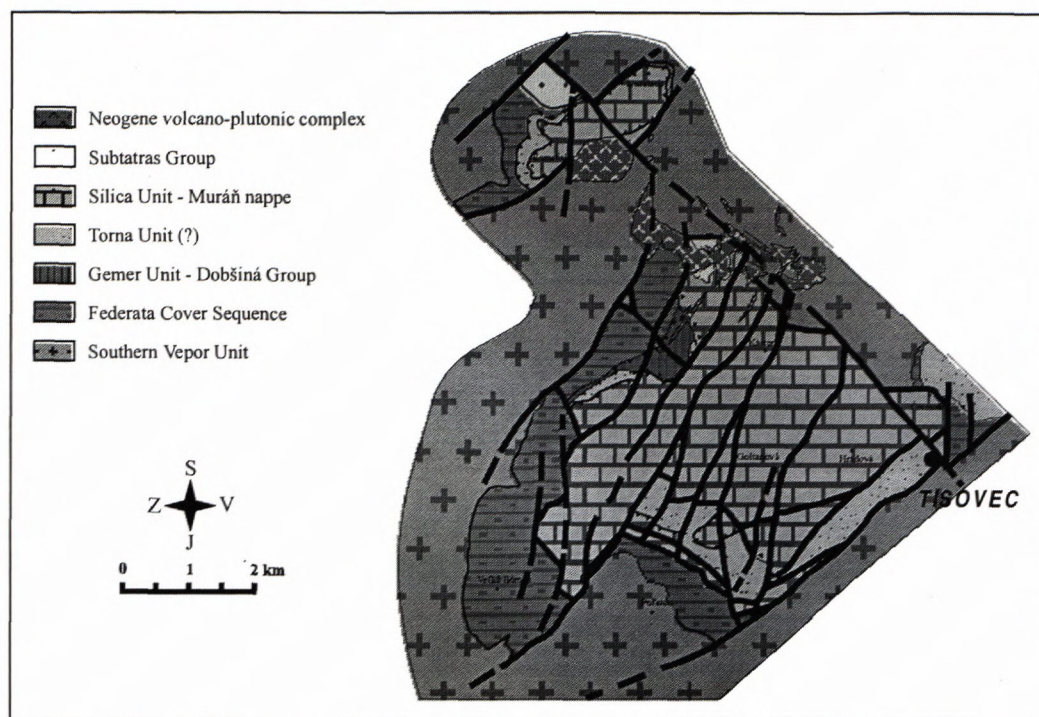 Neogene volcano-plutonic complex
Subtatras Group
Silica Unit - Muráň nappe
Torna Unit (?)
Gemer Unit - Dobšiná Group
Federata Cover Sequence
Southern Vepor Unit
S
Z V
J
0 1 2 km
Hradová
TISOVEC